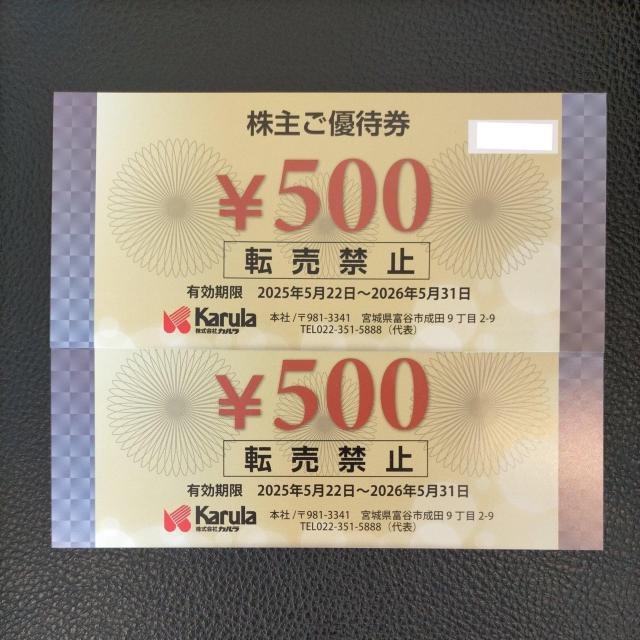 株主ご優待券
¥500
転売禁止
有効期限 2025年5月22日～2026年5月31日
Karula
株式会社カルラ
本社/〒981-3341 宮城県富谷市成田9丁目2-9
TEL022-351-5888（代表）
¥500
転売禁止
有効期限 2025年5月22日～2026年5月31日
Karula
株式会社カルラ
本社/〒981-3341 宮城県富谷市成田9丁目2-9
TEL022-351-5888（代表）